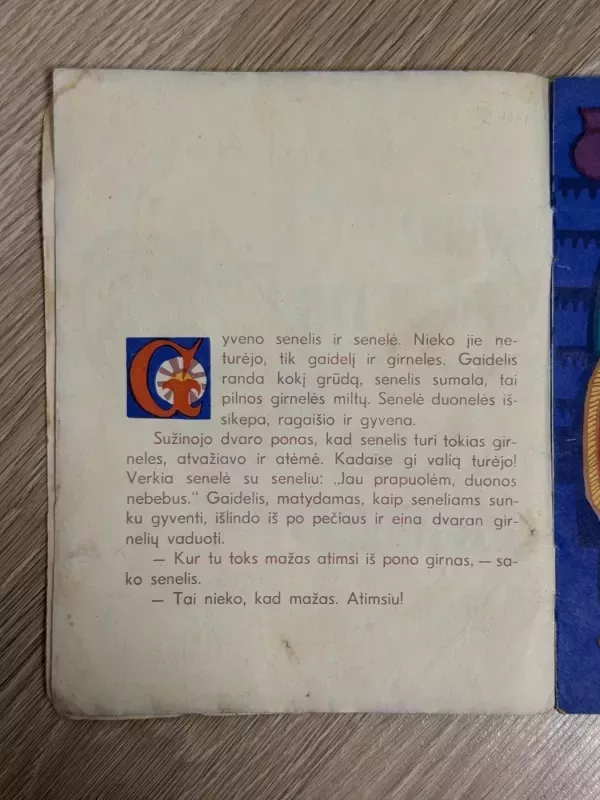 Gyveno senelis ir senelė. Nieko jie ne-
turėjo, tik gaidelį ir girneles. Gaidelis
randa kokį grūdą, senelis sumala, tai
pilnos girnelės miltų. Senelė duonelės iš-
sikepa, ragaišio ir gyvena.
Sužinojo dvaro ponas, kad senelis turi tokias gir-
neles, atvažiavo ir atėmė. Kadaise gi valią turėjo!
Verkia senelė su seneliu: „Jau prapuolėm, duonos
nebebus.“ Gaidelis, matydamas, kaip seneliams sun-
ku gyventi, išlindo iš po pečiaus ir eina dvaran gir-
nelių vaduoti.
— Kur tu toks mažas atimsi iš pono girnas, — sa-
ko senelis.
— Tai nieko, kad mažas. Atimsiu!